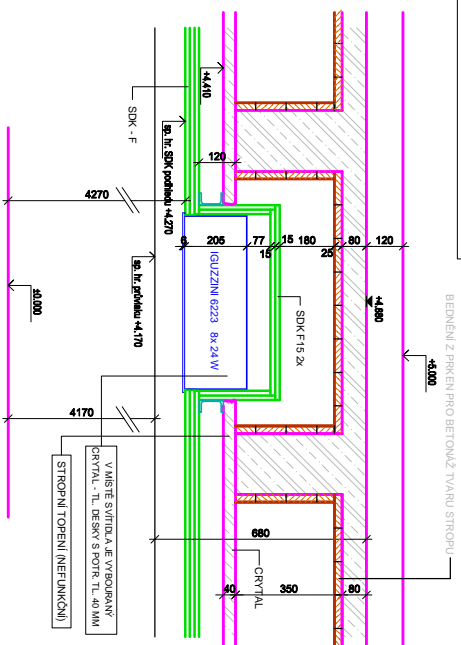 BEDNĚNÍ Z PRKEN PRO BETONÁŽ TVARU STROPU
+5.000
+4.880
120
80
25
180
15
15
77
205
6
SDK F15 2x
IGUZZINI 6223 8x 24 W
+4.410
120
SDK - F
sp. hr. SDK podhledu +4.270
sp. hr. průvlaku +4.170
4270
±0.000
4170
680
80
350
40
CRYTAL
V MÍSTĚ SVÍTIDLA JE VYBOURANÝ
CRYTAL - TL. DESKY S POTR. TL. 40 MM
STROPNÍ TOPENÍ (NEFUNKČNÍ)